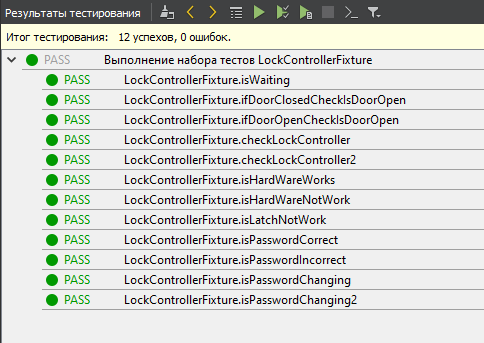 Результаты тестирования
Итог тестирования: 12 успехов, 0 ошибок.
PASS Выполнение набора тестов LockControllerFixture
PASS LockControllerFixture.isWaiting
PASS LockControllerFixture.ifDoorClosedCheckIsDoorOpen
PASS LockControllerFixture.ifDoorOpenCheckIsDoorOpen
PASS LockControllerFixture.checkLockController
PASS LockControllerFixture.checkLockController2
PASS LockControllerFixture.isHardWareWorks
PASS LockControllerFixture.isHardWareNotWork
PASS LockControllerFixture.isLatchNotWork
PASS LockControllerFixture.isPasswordCorrect
PASS LockControllerFixture.isPasswordIncorrect
PASS LockControllerFixture.isPasswordChanging
PASS LockControllerFixture.isPasswordChanging2